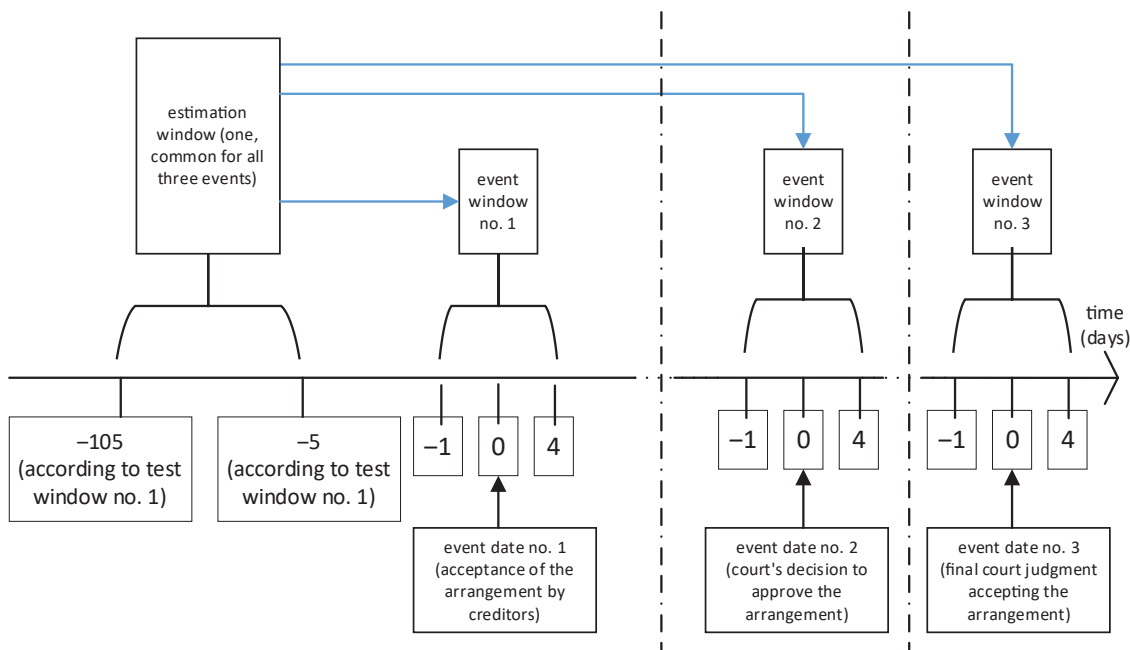 estimation
window (one,
common for all
three events)
event
window
no. 1
event
window
no. 2
event
window
no. 3
time
(days)
–105
(according to test
window no. 1)
–5
(according to test
window no. 1)
–1
0
4
–1
0
4
–1
0
4
event date no. 1
(acceptance of the
arrangement by
creditors)
event date no. 2
(court's decision to
approve the
arrangement)
event date no. 3
(final court judgment
accepting the
arrangement)